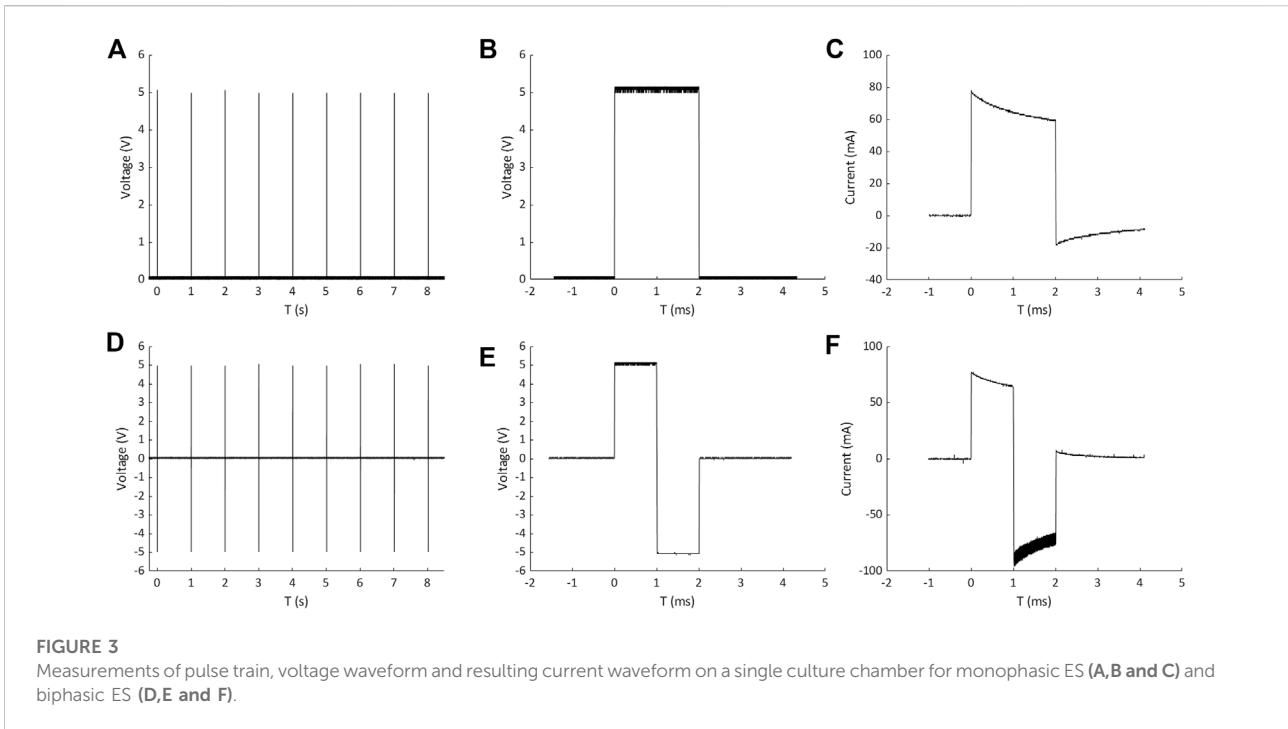 A
6
5
4
3
2
1
0
Voltage (V)
0 1 2 3 4 5 6 7 8
T (s)
B
6
5
4
3
2
1
0
Voltage (V)
-2 -1 0 1 2 3 4 5
T (ms)
C
100
80
60
40
20
0
-20
-40
Current (mA)
-2 -1 0 1 2 3 4 5
T (ms)
D
6
5
4
3
2
1
0
-1
-2
-3
-4
-5
-6
Voltage (V)
0 1 2 3 4 5 6 7 8
T (s)
E
6
5
4
3
2
1
0
-1
-2
-3
-4
-5
-6
Voltage (V)
-2 -1 0 1 2 3 4 5
T (ms)
F
100
50
0
-50
-100
Current (mA)
-2 -1 0 1 2 3 4 5
T (ms)
FIGURE 3
Measurements of pulse train, voltage waveform and resulting current waveform on a single culture chamber for monophasic ES (A,B and C) and
biphasic ES (D,E and F).